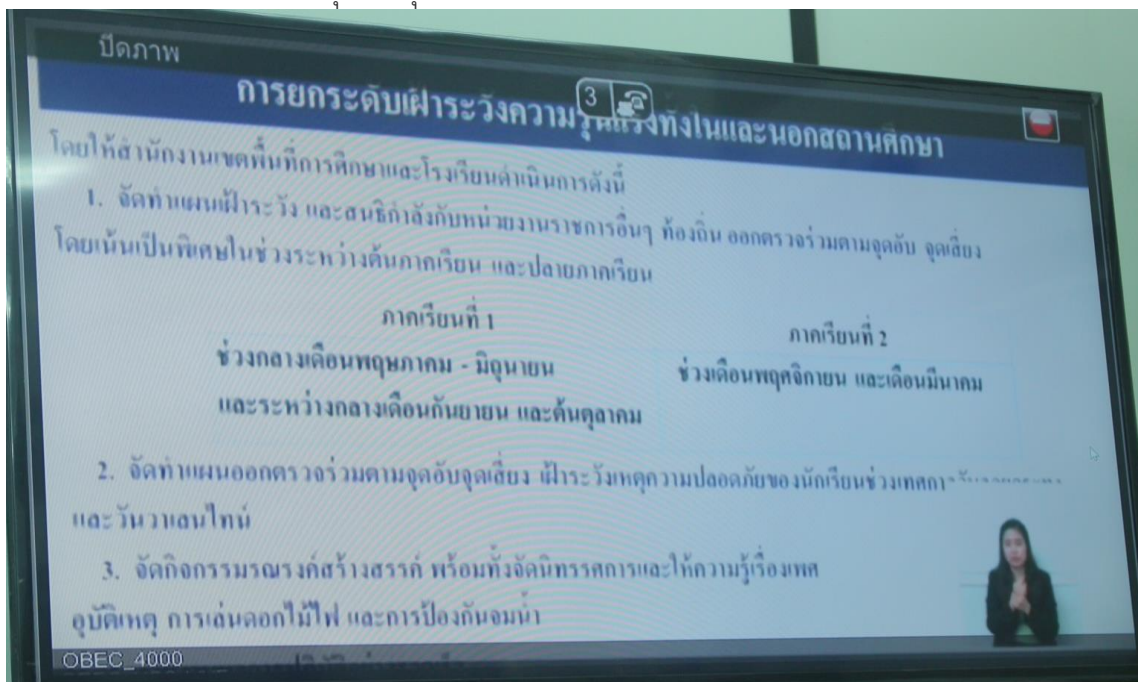 ปิดภาพ
3
การยกระดับเฝ้าระวังความรุนแรงทั้งในและนอกสถานศึกษา
โดยให้สำนักงานเขตพื้นที่การศึกษาและโรงเรียนดำเนินการดังนี้
1. จัดทำแผนเฝ้าระวัง และสนธิกำลังกับหน่วยงานราชการอื่นๆ ท้องถิ่น ออกตรวจร่วมตามจุดอับ จุดเสี่ยง
โดยเน้นเป็นพิเศษในช่วงระหว่างต้นภาคเรียน และปลายภาคเรียน
ภาคเรียนที่ 1
ช่วงกลางเดือนพฤษภาคม - มิถุนายน
และระหว่างกลางเดือนกันยายน และต้นตุลาคม
ภาคเรียนที่ 2
ช่วงเดือนพฤศจิกายน และเดือนมีนาคม
2. จัดทำแผนออกตรวจร่วมตามจุดอับจุดเสี่ยง เฝ้าระวังเหตุความปลอดภัยของนักเรียนช่วง
และวันวาเลนไทน์
3. จัดกิจกรรมรณรงค์สร้างสรรค์ พร้อมทั้งจัดนิทรรศการและให้ความรู้เรื่องเพศ
อุบัติเหตุ การเล่นดอกไม้ไฟ และการป้องกันจมน้ำ
OBEC_4000